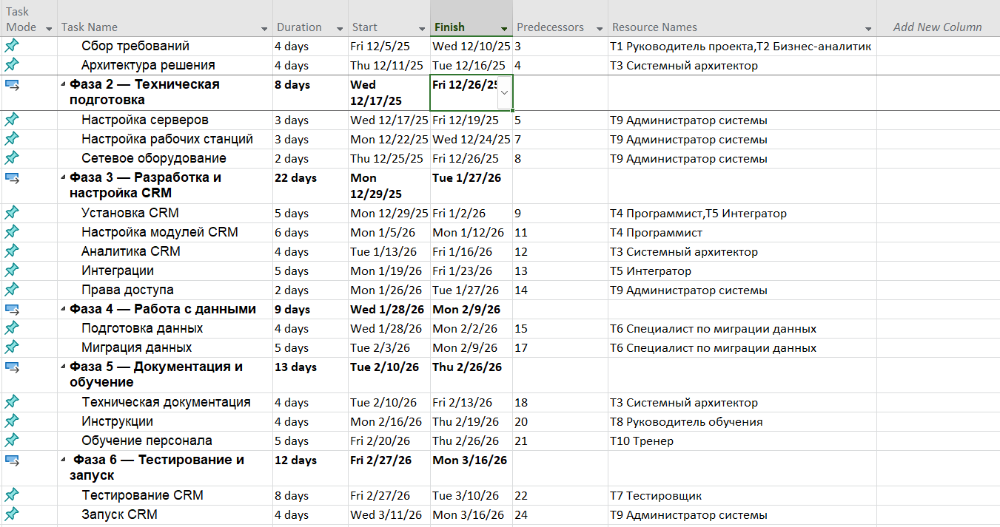 Task Mode Task Name Duration Start Finish Predecessors Resource Names Add New Column
Сбор требований 4 days Fri 12/5/25 Wed 12/10/25 3 T1 Руководитель проекта,T2 Бизнес-аналитик
Архитектура решения 4 days Thu 12/11/25 Tue 12/16/25 4 T3 Системный архитектор
Фаза 2 — Техническая 8 days Wed Fri 12/26/25
подготовка 12/17/25
Настройка серверов 3 days Wed 12/17/25 Fri 12/19/25 5 T9 Администратор системы
Настройка рабочих станций 3 days Mon 12/22/25 Wed 12/24/25 7 T9 Администратор системы
Сетевое оборудование 2 days Thu 12/25/25 Fri 12/26/25 8 T9 Администратор системы
Фаза 3 — Разработка и 22 days Mon Tue 1/27/26
настройка CRM 12/29/25
Установка CRM 5 days Mon 12/29/25 Fri 1/2/26 9 T4 Программист,T5 Интегратор
Настройка модулей CRM 6 days Mon 1/5/26 Mon 1/12/26 11 T4 Программист
Аналитика CRM 4 days Tue 1/13/26 Fri 1/16/26 12 T3 Системный архитектор
Интеграции 5 days Mon 1/19/26 Fri 1/23/26 13 T5 Интегратор
Права доступа 2 days Mon 1/26/26 Tue 1/27/26 14 T9 Администратор системы
Фаза 4 — Работа с данными 9 days Wed 1/28/26 Mon 2/9/26
Подготовка данных 4 days Wed 1/28/26 Mon 2/2/26 15 T6 Специалист по миграции данных
Миграция данных 5 days Tue 2/3/26 Mon 2/9/26 17 T6 Специалист по миграции данных
Фаза 5 — Документация и 13 days Tue 2/10/26 Thu 2/26/26
обучение
Техническая документация 4 days Tue 2/10/26 Fri 2/13/26 18 T3 Системный архитектор
Инструкции 4 days Mon 2/16/26 Thu 2/19/26 20 T8 Руководитель обучения
Обучение персонала 5 days Fri 2/20/26 Thu 2/26/26 21 T10 Тренер
Фаза 6 — Тестирование и 12 days Fri 2/27/26 Mon 3/16/26
запуск
Тестирование CRM 8 days Fri 2/27/26 Tue 3/10/26 22 T7 Тестировщик
Запуск CRM 4 days Wed 3/11/26 Mon 3/16/26 24 T9 Администратор системы